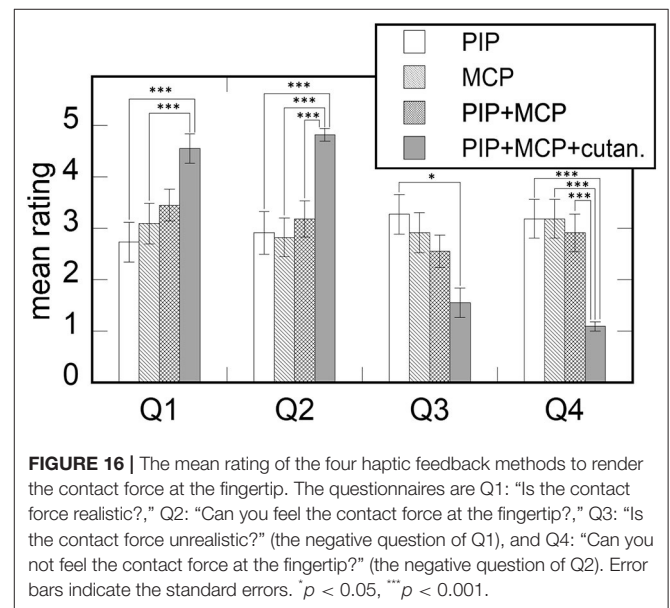 PIP
MCP
PIP+MCP
PIP+MCP+cutan.
mean rating
5
4
3
2
1
0
***
***
***
***
***
*
***
***
***
Q1
Q2
Q3
Q4
FIGURE 16 | The mean rating of the four haptic feedback methods to render
the contact force at the fingertip. The questionnaires are Q1: “Is the contact
force realistic?,” Q2: “Can you feel the contact force at the fingertip?,” Q3: “Is
the contact force unrealistic?” (the negative question of Q1), and Q4: “Can you
not feel the contact force at the fingertip?” (the negative question of Q2). Error
bars indicate the standard errors. *p < 0.05, ***p < 0.001.